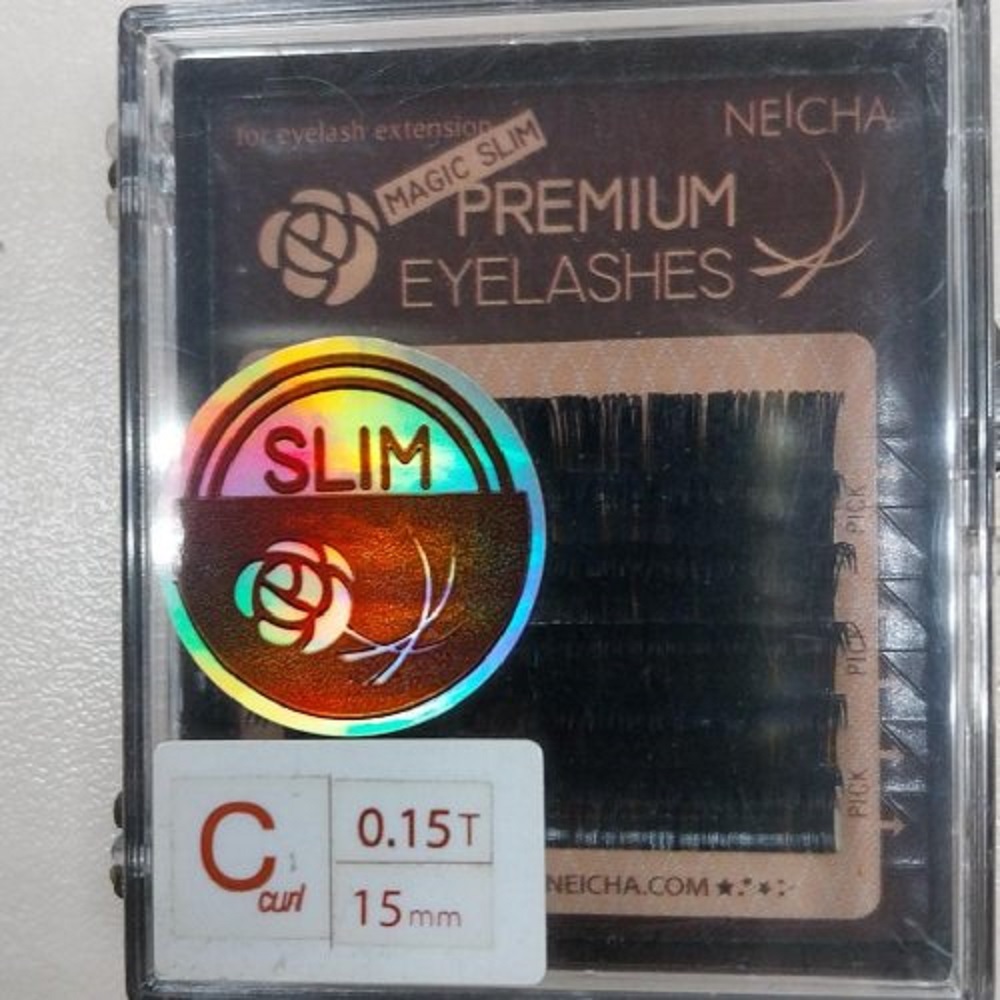 for eyelash extension
NEICHA
MAGIC SLIM
PREMIUM
EYELASHES
SLIM
PICK
PICK
PICK
C
curl
0.15T
15mm
NEICHA.COM